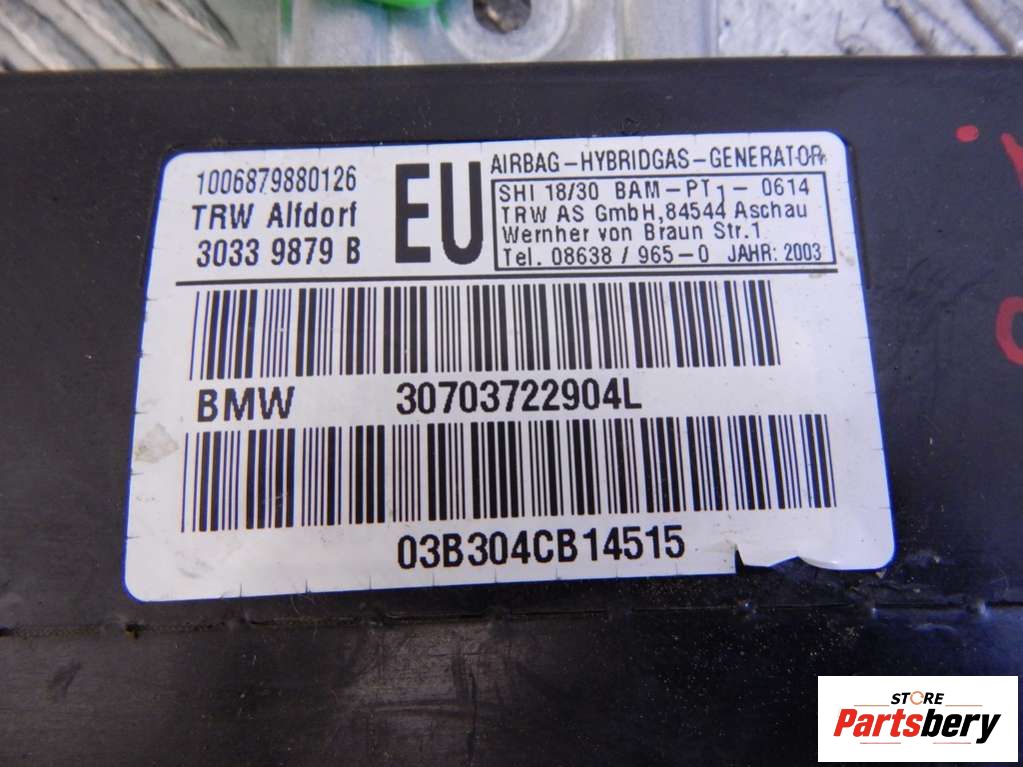 1006879880126
TRW Alfdorf
3033 9879 B
EU
AIRBAG-HYBRIDGAS-GENERATOR
SHI 18/30 BAM-PT1-0614
TRW AS GmbH,84544 Aschau
Wernher von Braun Str.1
Tel. 08638 / 965-0 JAHR: 2003
BMW 30703722904L
03B304CB14515
STORE
Partsbery